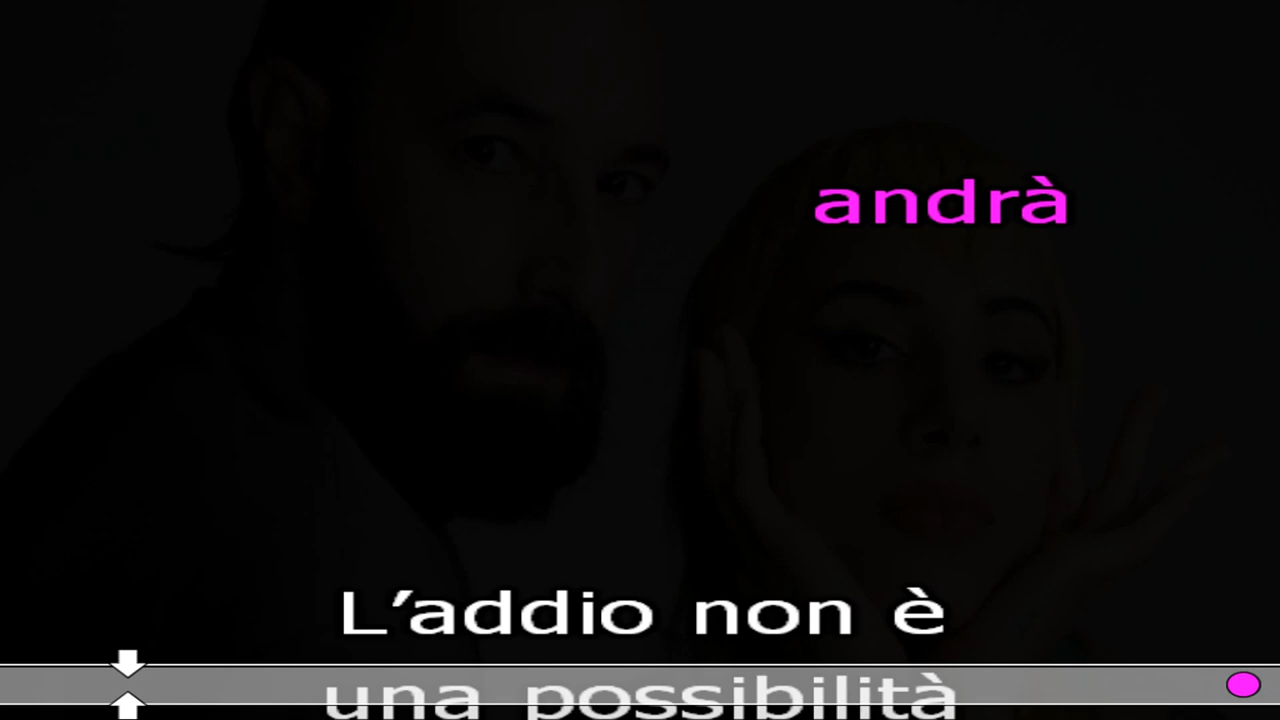 andrà
L’addio non è
una possibilità